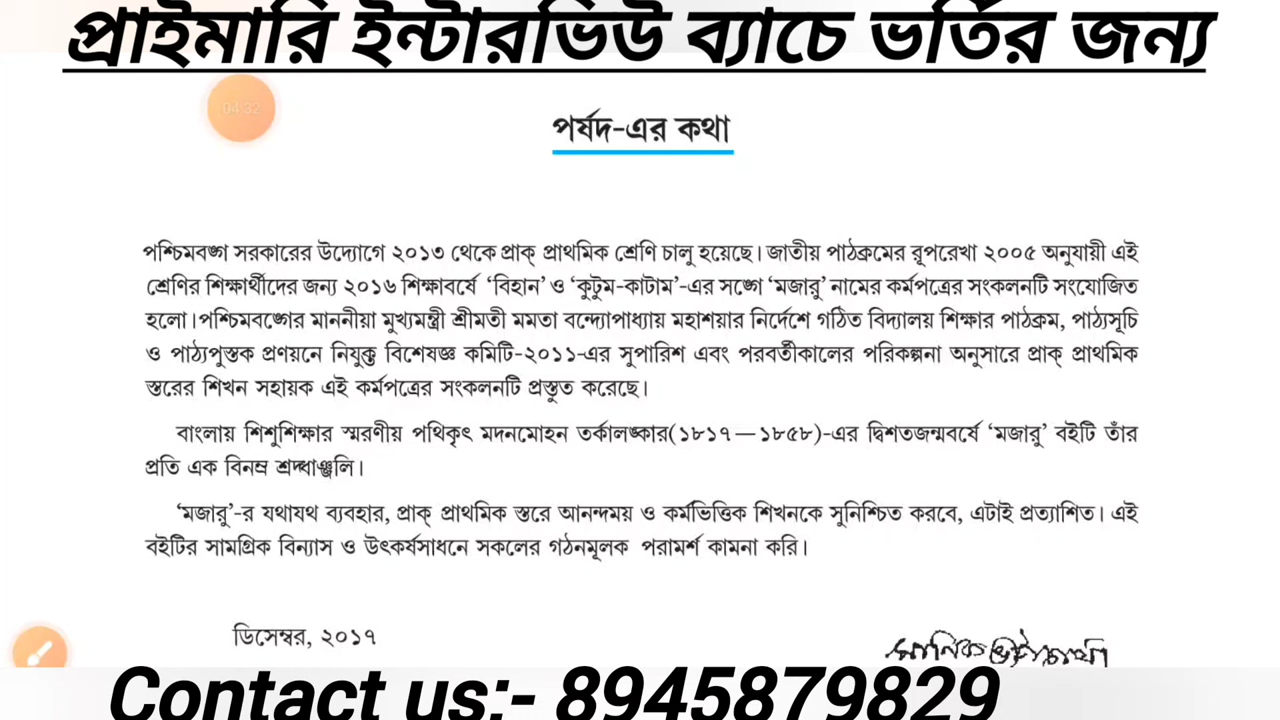 প্রাইমারি ইন্টারভিউ ব্যাচে ভর্তির জন্য
04:32
পর্ষদ-এর কথা
পশ্চিমবঙ্গ সরকারের উদ্যোগে ২০১৩ থেকে প্রাক্ প্রাথমিক শ্রেণি চালু হয়েছে। জাতীয় পাঠক্রমের রূপরেখা ২০০৫ অনুযায়ী এই
শ্রেণির শিক্ষার্থীদের জন্য ২০১৬ শিক্ষাবর্ষে ‘বিহান’ ও ‘কুটুম-কাটাম’-এর সঙ্গে ‘মজারু’ নামের কর্মপত্রের সংকলনটি সংযোজিত
হলো। পশ্চিমবঙ্গের মাননীয়া মুখ্যমন্ত্রী শ্রীমতী মমতা বন্দ্যোপাধ্যায় মহাশয়ার নির্দেশে গঠিত বিদ্যালয় শিক্ষার পাঠক্রম, পাঠ্যসূচি
ও পাঠ্যপুস্তক প্রণয়নে নিযুক্ত বিশেষজ্ঞ কমিটি-২০১১-এর সুপারিশ এবং পরবর্তীকালের পরিকল্পনা অনুসারে প্রাক্ প্রাথমিক
স্তরের শিখন সহায়ক এই কর্মপত্রের সংকলনটি প্রস্তুত করেছে।
বাংলায় শিশুশিক্ষার স্মরণীয় পথিকৃৎ মদনমোহন তর্কালঙ্কার(১৮১৭—১৮৫৮)-এর দ্বিশতজন্মবর্ষে ‘মজারু’ বইটি তাঁর
প্রতি এক বিনম্র শ্রদ্ধাঞ্জলি।
‘মজারু’-র যথাযথ ব্যবহার, প্রাক্ প্রাথমিক স্তরে আনন্দময় ও কর্মভিত্তিক শিখনকে সুনিশ্চিত করবে, এটাই প্রত্যাশিত। এই
বইটির সামগ্রিক বিন্যাস ও উৎকর্ষসাধনে সকলের গঠনমূলক পরামর্শ কামনা করি।
ডিসেম্বর, ২০১৭
মানিক ভট্টাচার্য্য
Contact us:- 8945879829